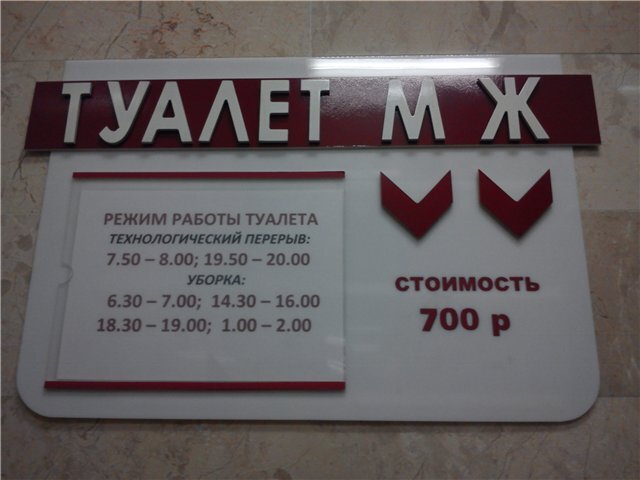 ТУАЛЕТ М Ж
РЕЖИМ РАБОТЫ ТУАЛЕТА
ТЕХНОЛОГИЧЕСКИЙ ПЕРЕРЫВ:
7.50 – 8.00; 19.50 – 20.00
УБОРКА:
6.30 – 7.00; 14.30 – 16.00
18.30 – 19.00; 1.00 – 2.00
СТОИМОСТЬ
700 р